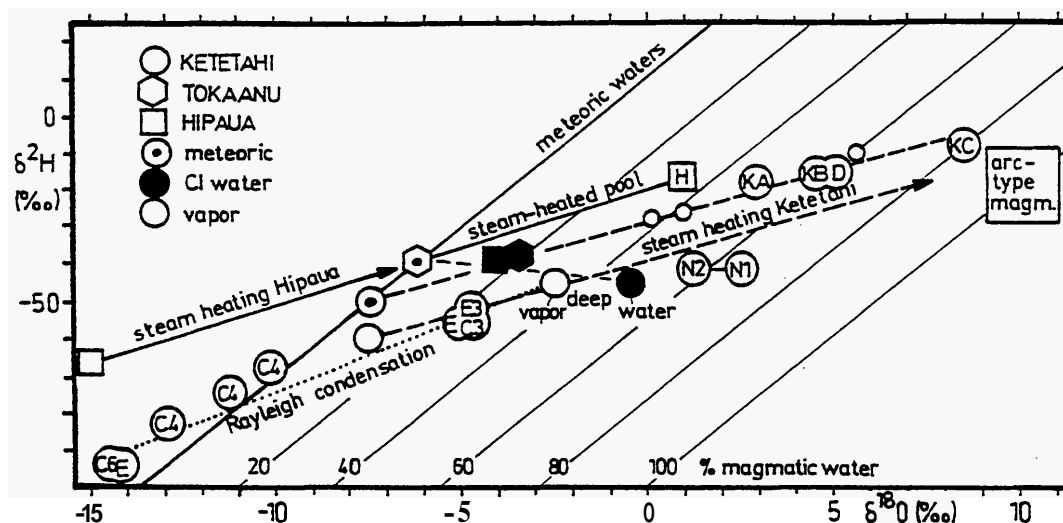 KETETAHI
TOKAANU
HIPAUA
meteoric
Cl water
vapor
0
δ²H
(‰)
-50
meteoric waters
steam-heated pool
steam heating Hipaua
steam heating Ketetahi
H
KA
KB D
KC
arc-
type
magm.
N2 N1
E3
C3
vapor deep water
Rayleigh condensation
C4
C4
C4
C6 E
20 40 60 80 100 % magmatic water
-15 -10 -5 0 5 δ¹⁸O (‰) 10